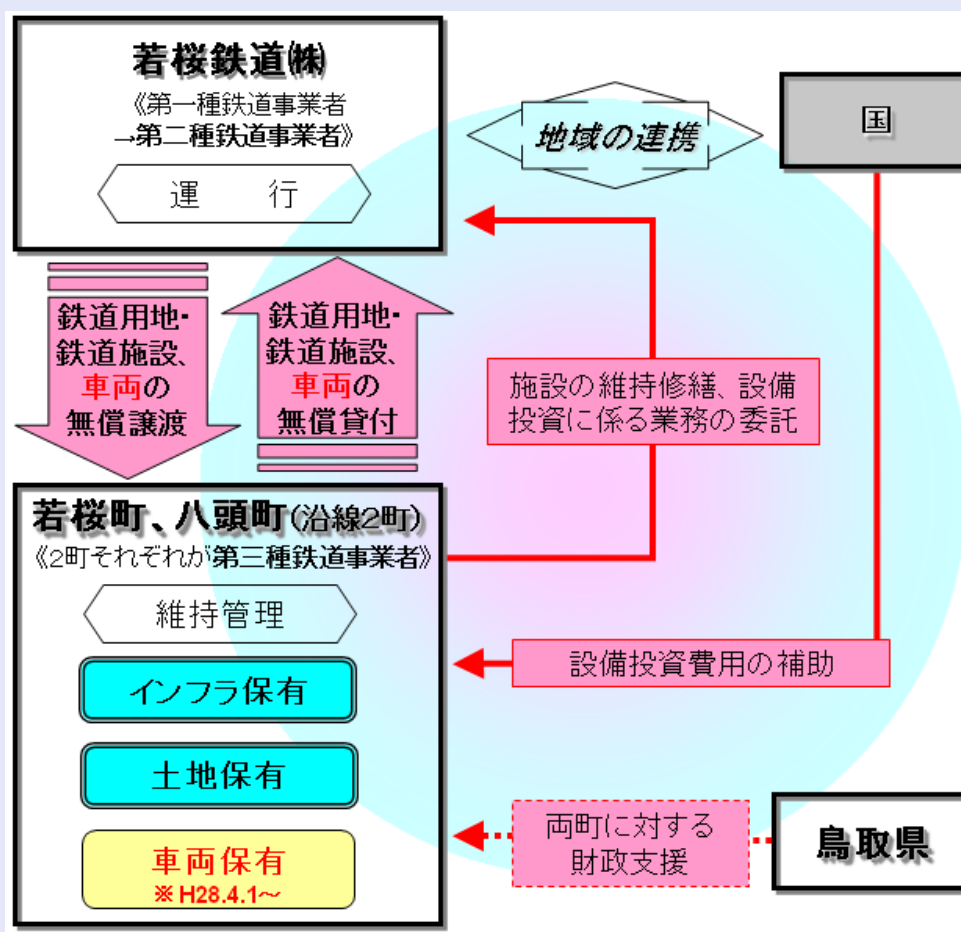 若桜鉄道㈱
《第一種鉄道事業者
→第二種鉄道事業者》
運 行
地域の連携
国
鉄道用地・
鉄道施設、
車両の
無償譲渡
鉄道用地・
鉄道施設、
車両の
無償貸付
施設の維持修繕、設備
投資に係る業務の委託
若桜町、八頭町(沿線2町)
《2町それぞれが第三種鉄道事業者》
維持管理
インフラ保有
土地保有
車両保有
※H28.4.1～
設備投資費用の補助
両町に対する
財政支援
鳥取県